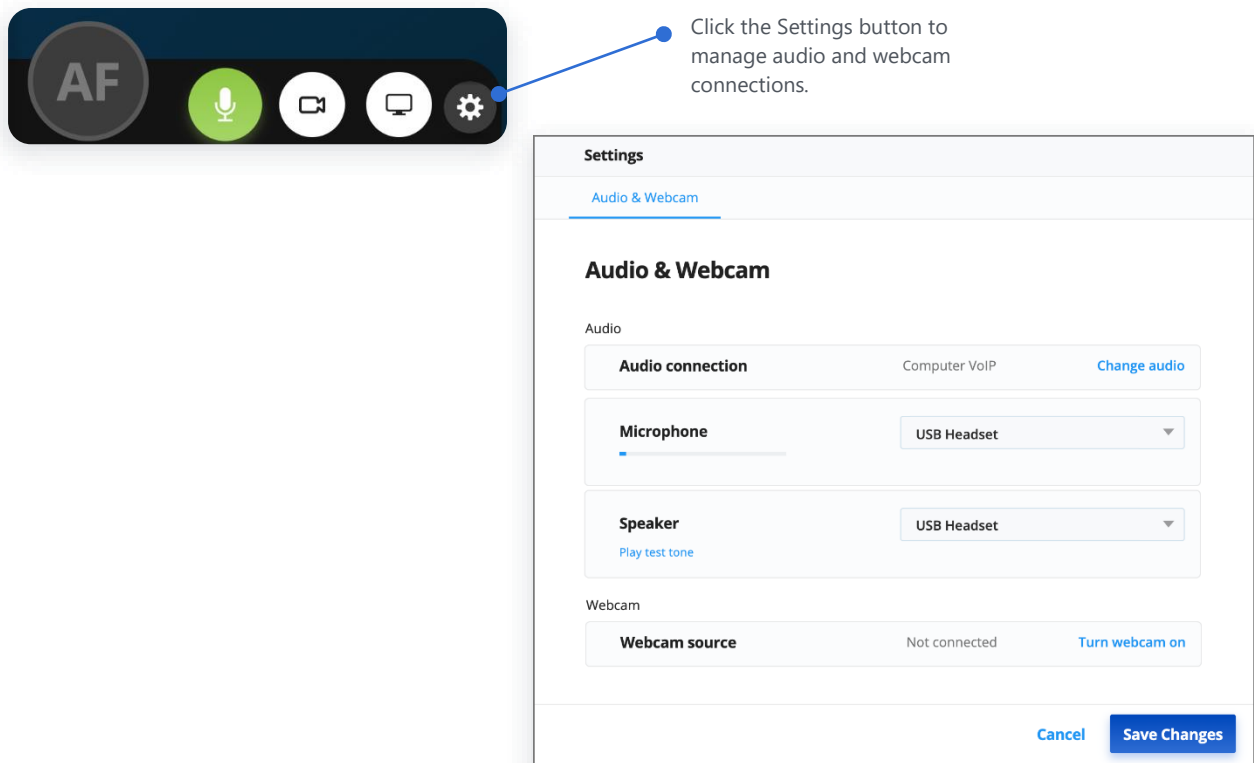 AF
Click the Settings button to
manage audio and webcam
connections.
Settings
Audio & Webcam
Audio & Webcam
Audio
Audio connection Computer VoIP Change audio
Microphone USB Headset
Speaker USB Headset
Play test tone
Webcam
Webcam source Not connected Turn webcam on
Cancel Save Changes